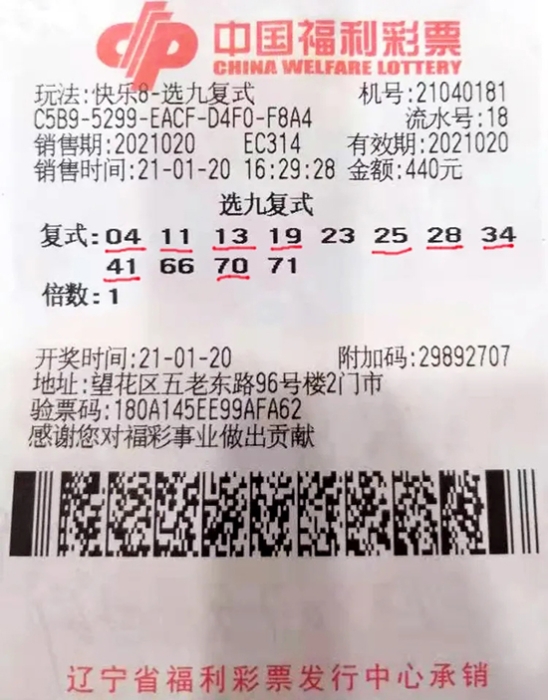 中国福利彩票
CHINA WELFARE LOTTERY
玩法:快乐8-选九复式 机号:21040181
C5B9-5299-EACF-D4F0-F8A4 流水号:18
销售期:2021020 EC314 有效期:2021020
销售时间:21-01-20 16:29:28 金额:440元
选九复式
复式:04 11 13 19 23 25 28 34
41 66 70 71
倍数:1
开奖时间:21-01-20 附加码:29892707
地址:望花区五老东路96号楼2门市
验票码:180A145EE99AFA62
感谢您对福彩事业做出贡献
辽宁省福利彩票发行中心承销